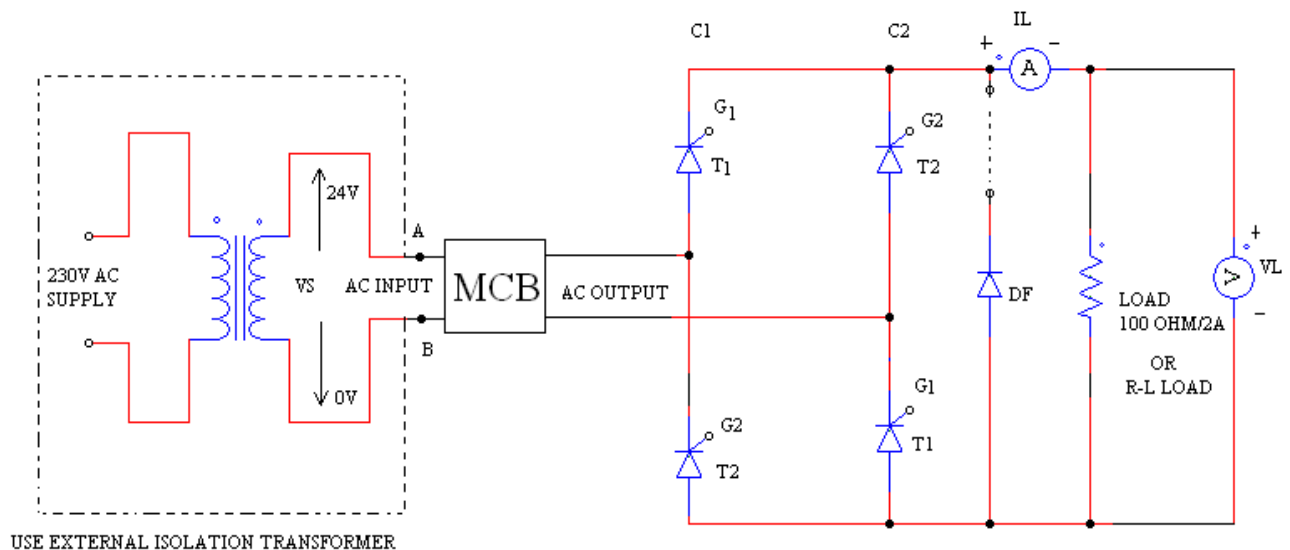 C1
C2
IL
+
−
A
G1
T1
G2
T2
24V
VS
0V
230V AC
SUPPLY
A
AC INPUT
B
MCB
AC OUTPUT
DF
LOAD
100 OHM/2A
OR
R-L LOAD
+
A
VL
−
G2
T2
G1
T1
USE EXTERNAL ISOLATION TRANSFORMER